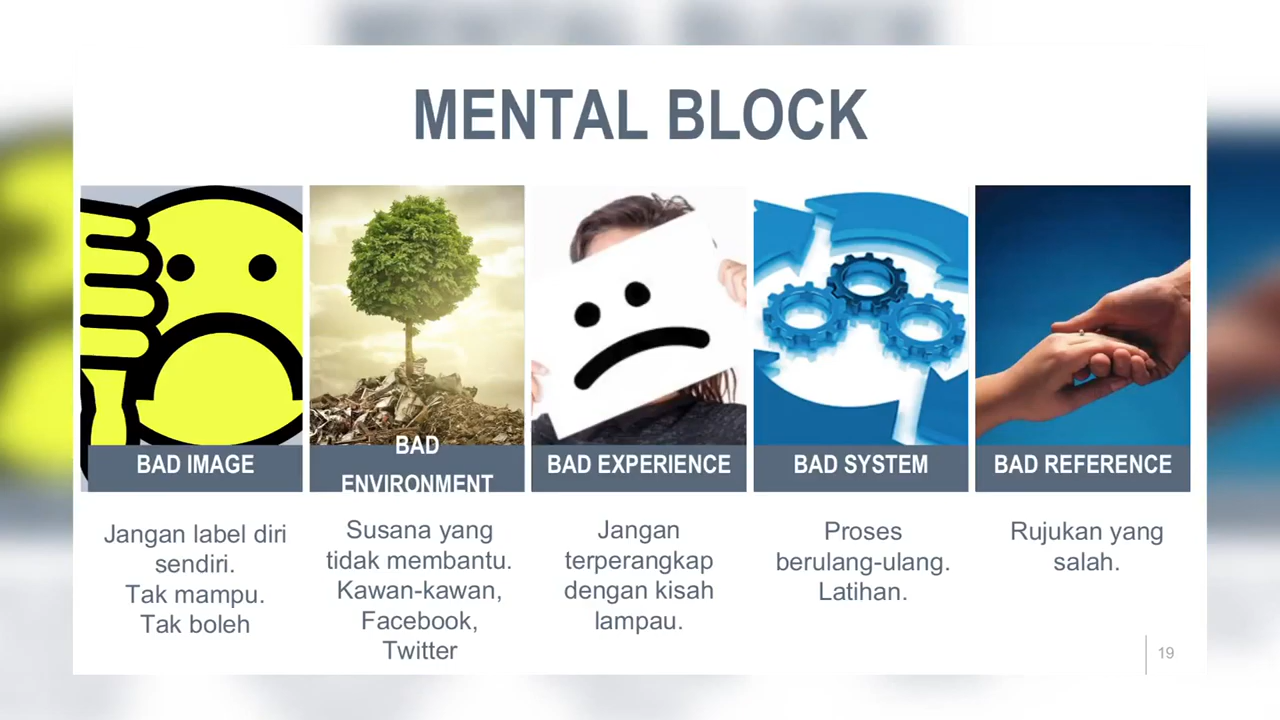 MENTAL BLOCK
BAD IMAGE
Jangan label diri
sendiri.
Tak mampu.
Tak boleh
BAD
ENVIRONMENT
Susana yang
tidak membantu.
Kawan-kawan,
Facebook,
Twitter
BAD EXPERIENCE
Jangan
terperangkap
dengan kisah
lampau.
BAD SYSTEM
Proses
berulang-ulang.
Latihan.
BAD REFERENCE
Rujukan yang
salah.
19